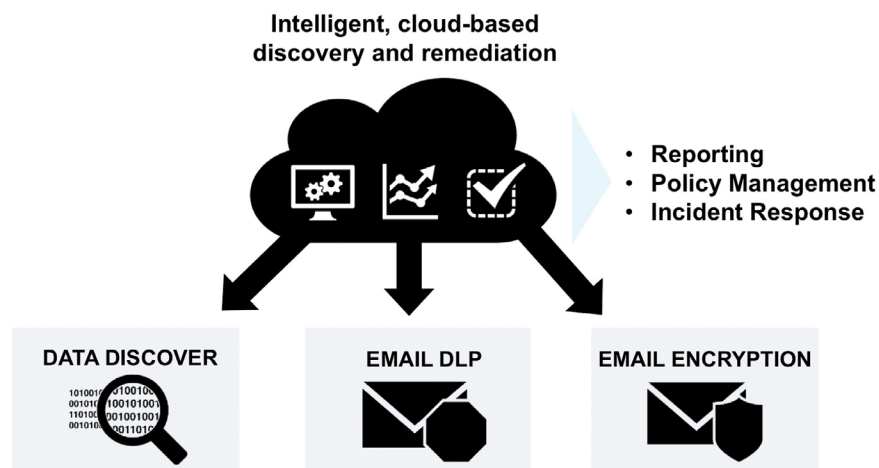 Intelligent, cloud-based
discovery and remediation
• Reporting
• Policy Management
• Incident Response
DATA DISCOVER
EMAIL DLP
EMAIL ENCRYPTION